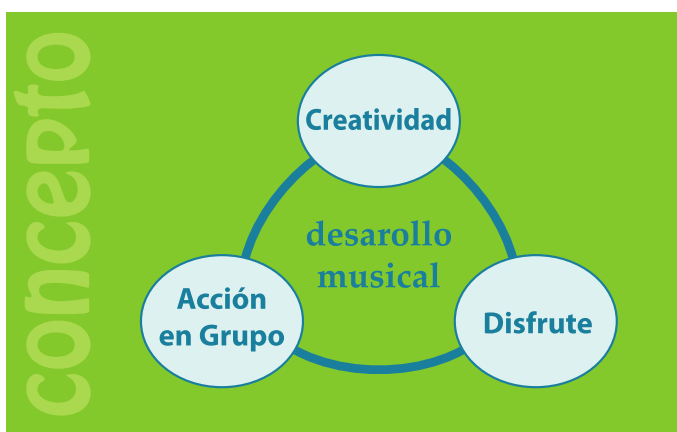 concepto
Creatividad
desarollo
musical
Acción
en Grupo
Disfrute